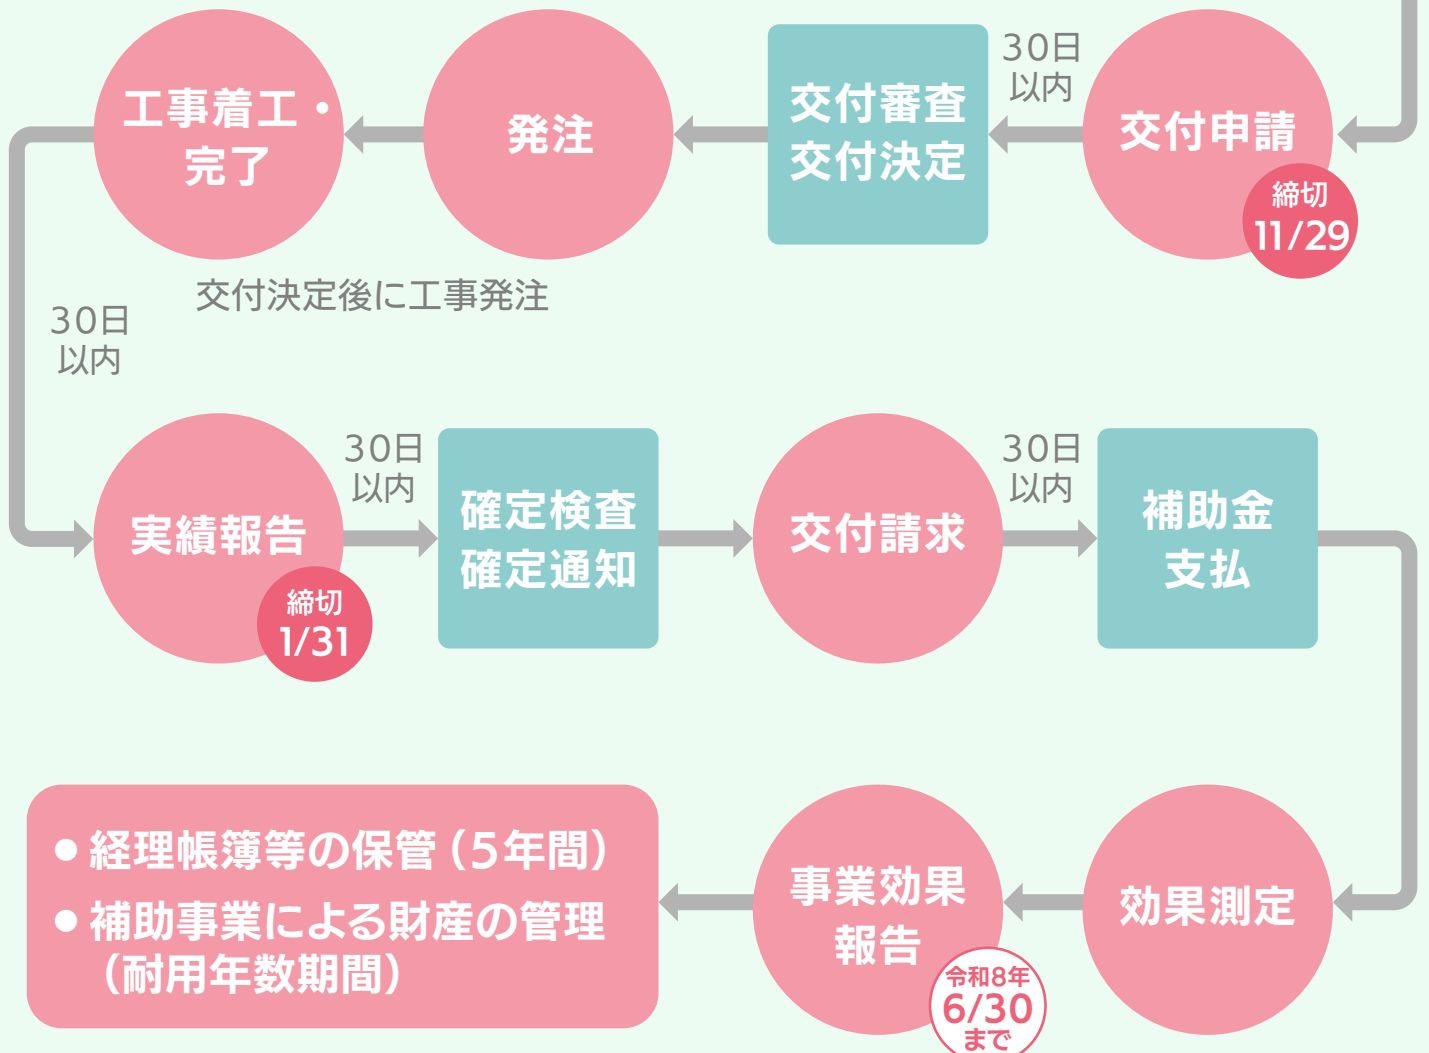 交付申請
締切
11/29
30日
以内
交付審査
交付決定
発注
工事着工・
完了
交付決定後に工事発注
30日
以内
実績報告
締切
1/31
30日
以内
確定検査
確定通知
交付請求
30日
以内
補助金
支払
効果測定
事業効果
報告
令和8年
6/30
まで
● 経理帳簿等の保管（5年間）
● 補助事業による財産の管理
（耐用年数期間）